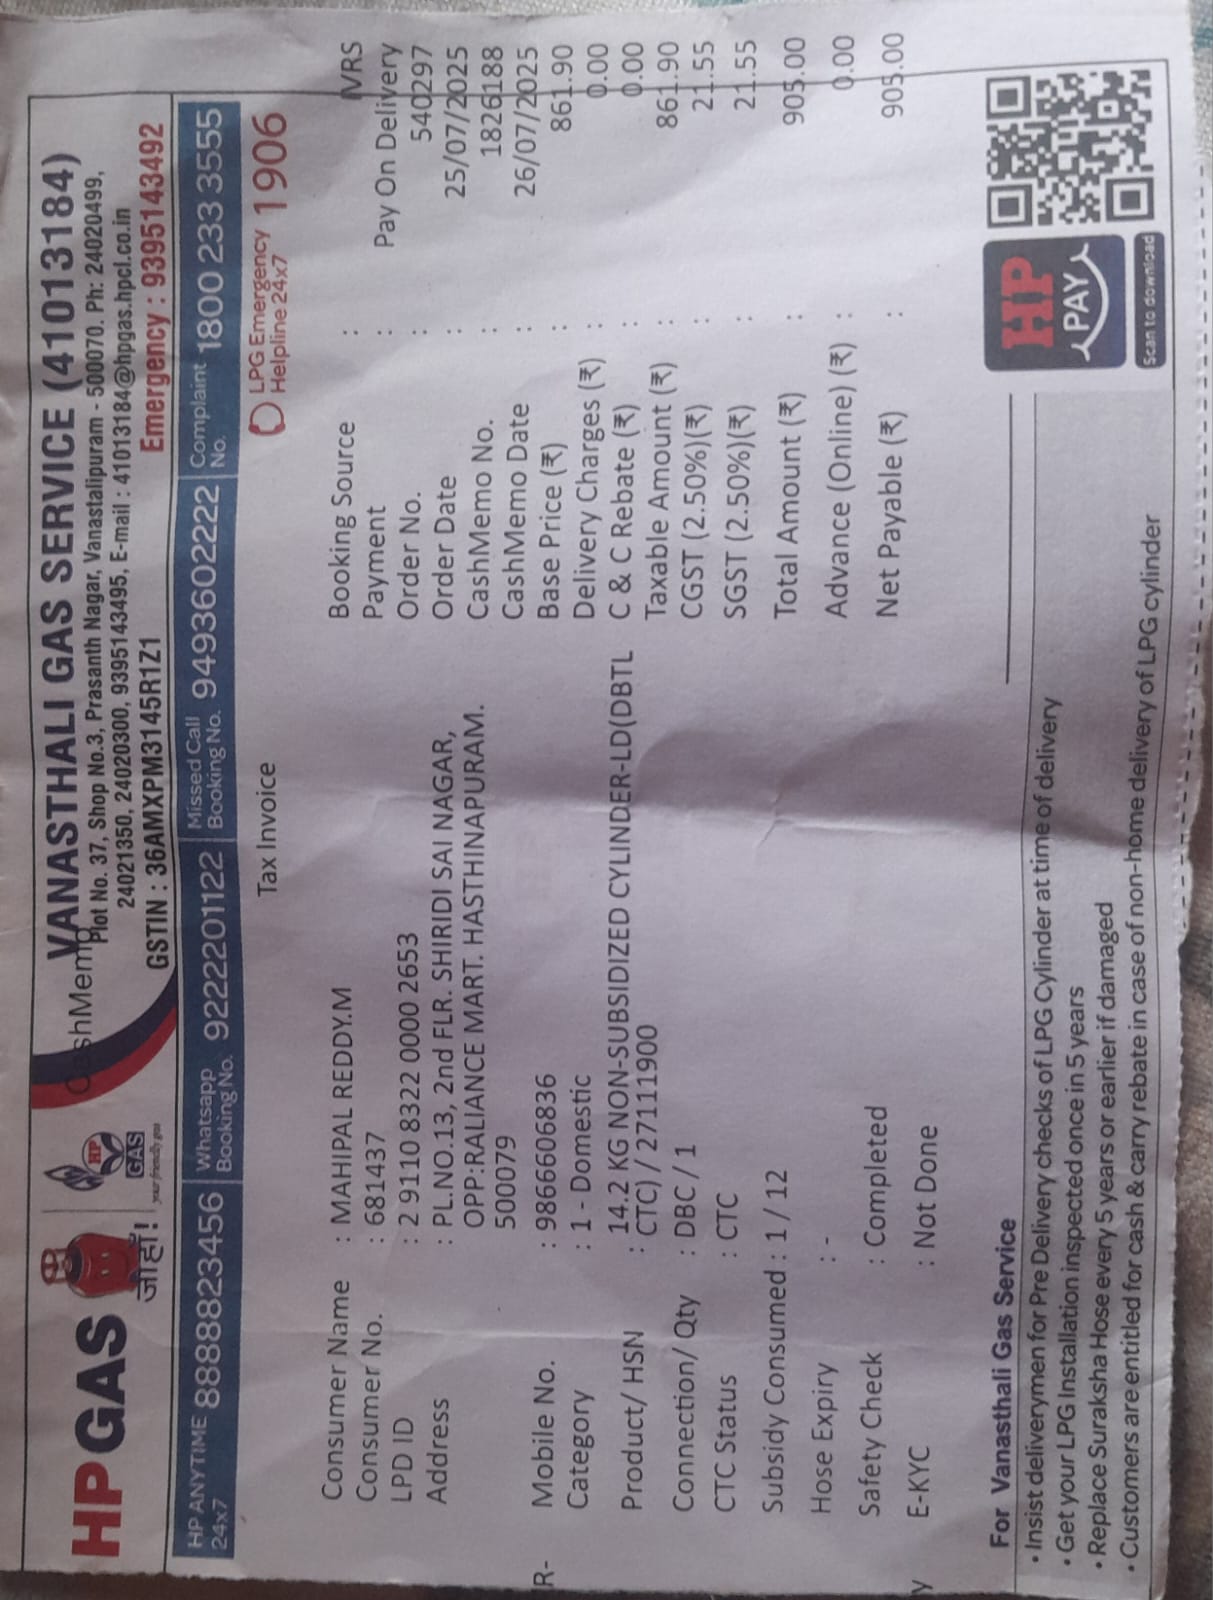 HP GAS
जी हाँ!
HP
GAS
your friendly gas
CashMemo
VANASTHALI GAS SERVICE (41013184)
Plot No. 37, Shop No.3, Prasanth Nagar, Vanastalipuram - 500070. Ph: 24020499,
24021350, 24020300, 9395143495, E-mail : 41013184@hpgas.hpcl.co.in
GSTIN : 36AMXPM3145R1Z1 Emergency : 9395143492
HP ANYTIME 24x7 8888823456 Whatsapp Booking No. 9222201122 Missed Call Booking No. 9493602222 Complaint No. 1800 233 3555
Tax Invoice
LPG Emergency Helpline 24x7 1906
Consumer Name : MAHIPAL REDDY.M
Consumer No. : 681437
LPD ID : 2 9110 8322 0000 2653
Address : PL.NO.13, 2nd FLR. SHIRIDI SAI NAGAR,
OPP:RALIANCE MART. HASTHINAPURAM.
500079
R-
Mobile No. : 9866606836
Category : 1 - Domestic
Product/ HSN : 14.2 KG NON-SUBSIDIZED CYLINDER-LD(DBTL
CTC) / 27111900
Connection/ Qty : DBC / 1
CTC Status : CTC
Subsidy Consumed : 1 / 12
Hose Expiry : -
Safety Check : Completed
y
E-KYC : Not Done
Booking Source : IVRS
Payment : Pay On Delivery
Order No. : 540297
Order Date : 25/07/2025
CashMemo No. : 1826188
CashMemo Date : 26/07/2025
Base Price (₹) : 861.90
Delivery Charges (₹) : 0.00
C & C Rebate (₹) : 0.00
Taxable Amount (₹) : 861.90
CGST (2.50%)(₹) : 21.55
SGST (2.50%)(₹) : 21.55
Total Amount (₹) : 905.00
Advance (Online) (₹) : 0.00
Net Payable (₹) : 905.00
For Vanasthali Gas Service
• Insist deliverymen for Pre Delivery checks of LPG Cylinder at time of delivery
• Get your LPG Installation inspected once in 5 years
• Replace Suraksha Hose every 5 years or earlier if damaged
• Customers are entitled for cash & carry rebate in case of non-home delivery of LPG cylinder
HP
PAY
Scan to download